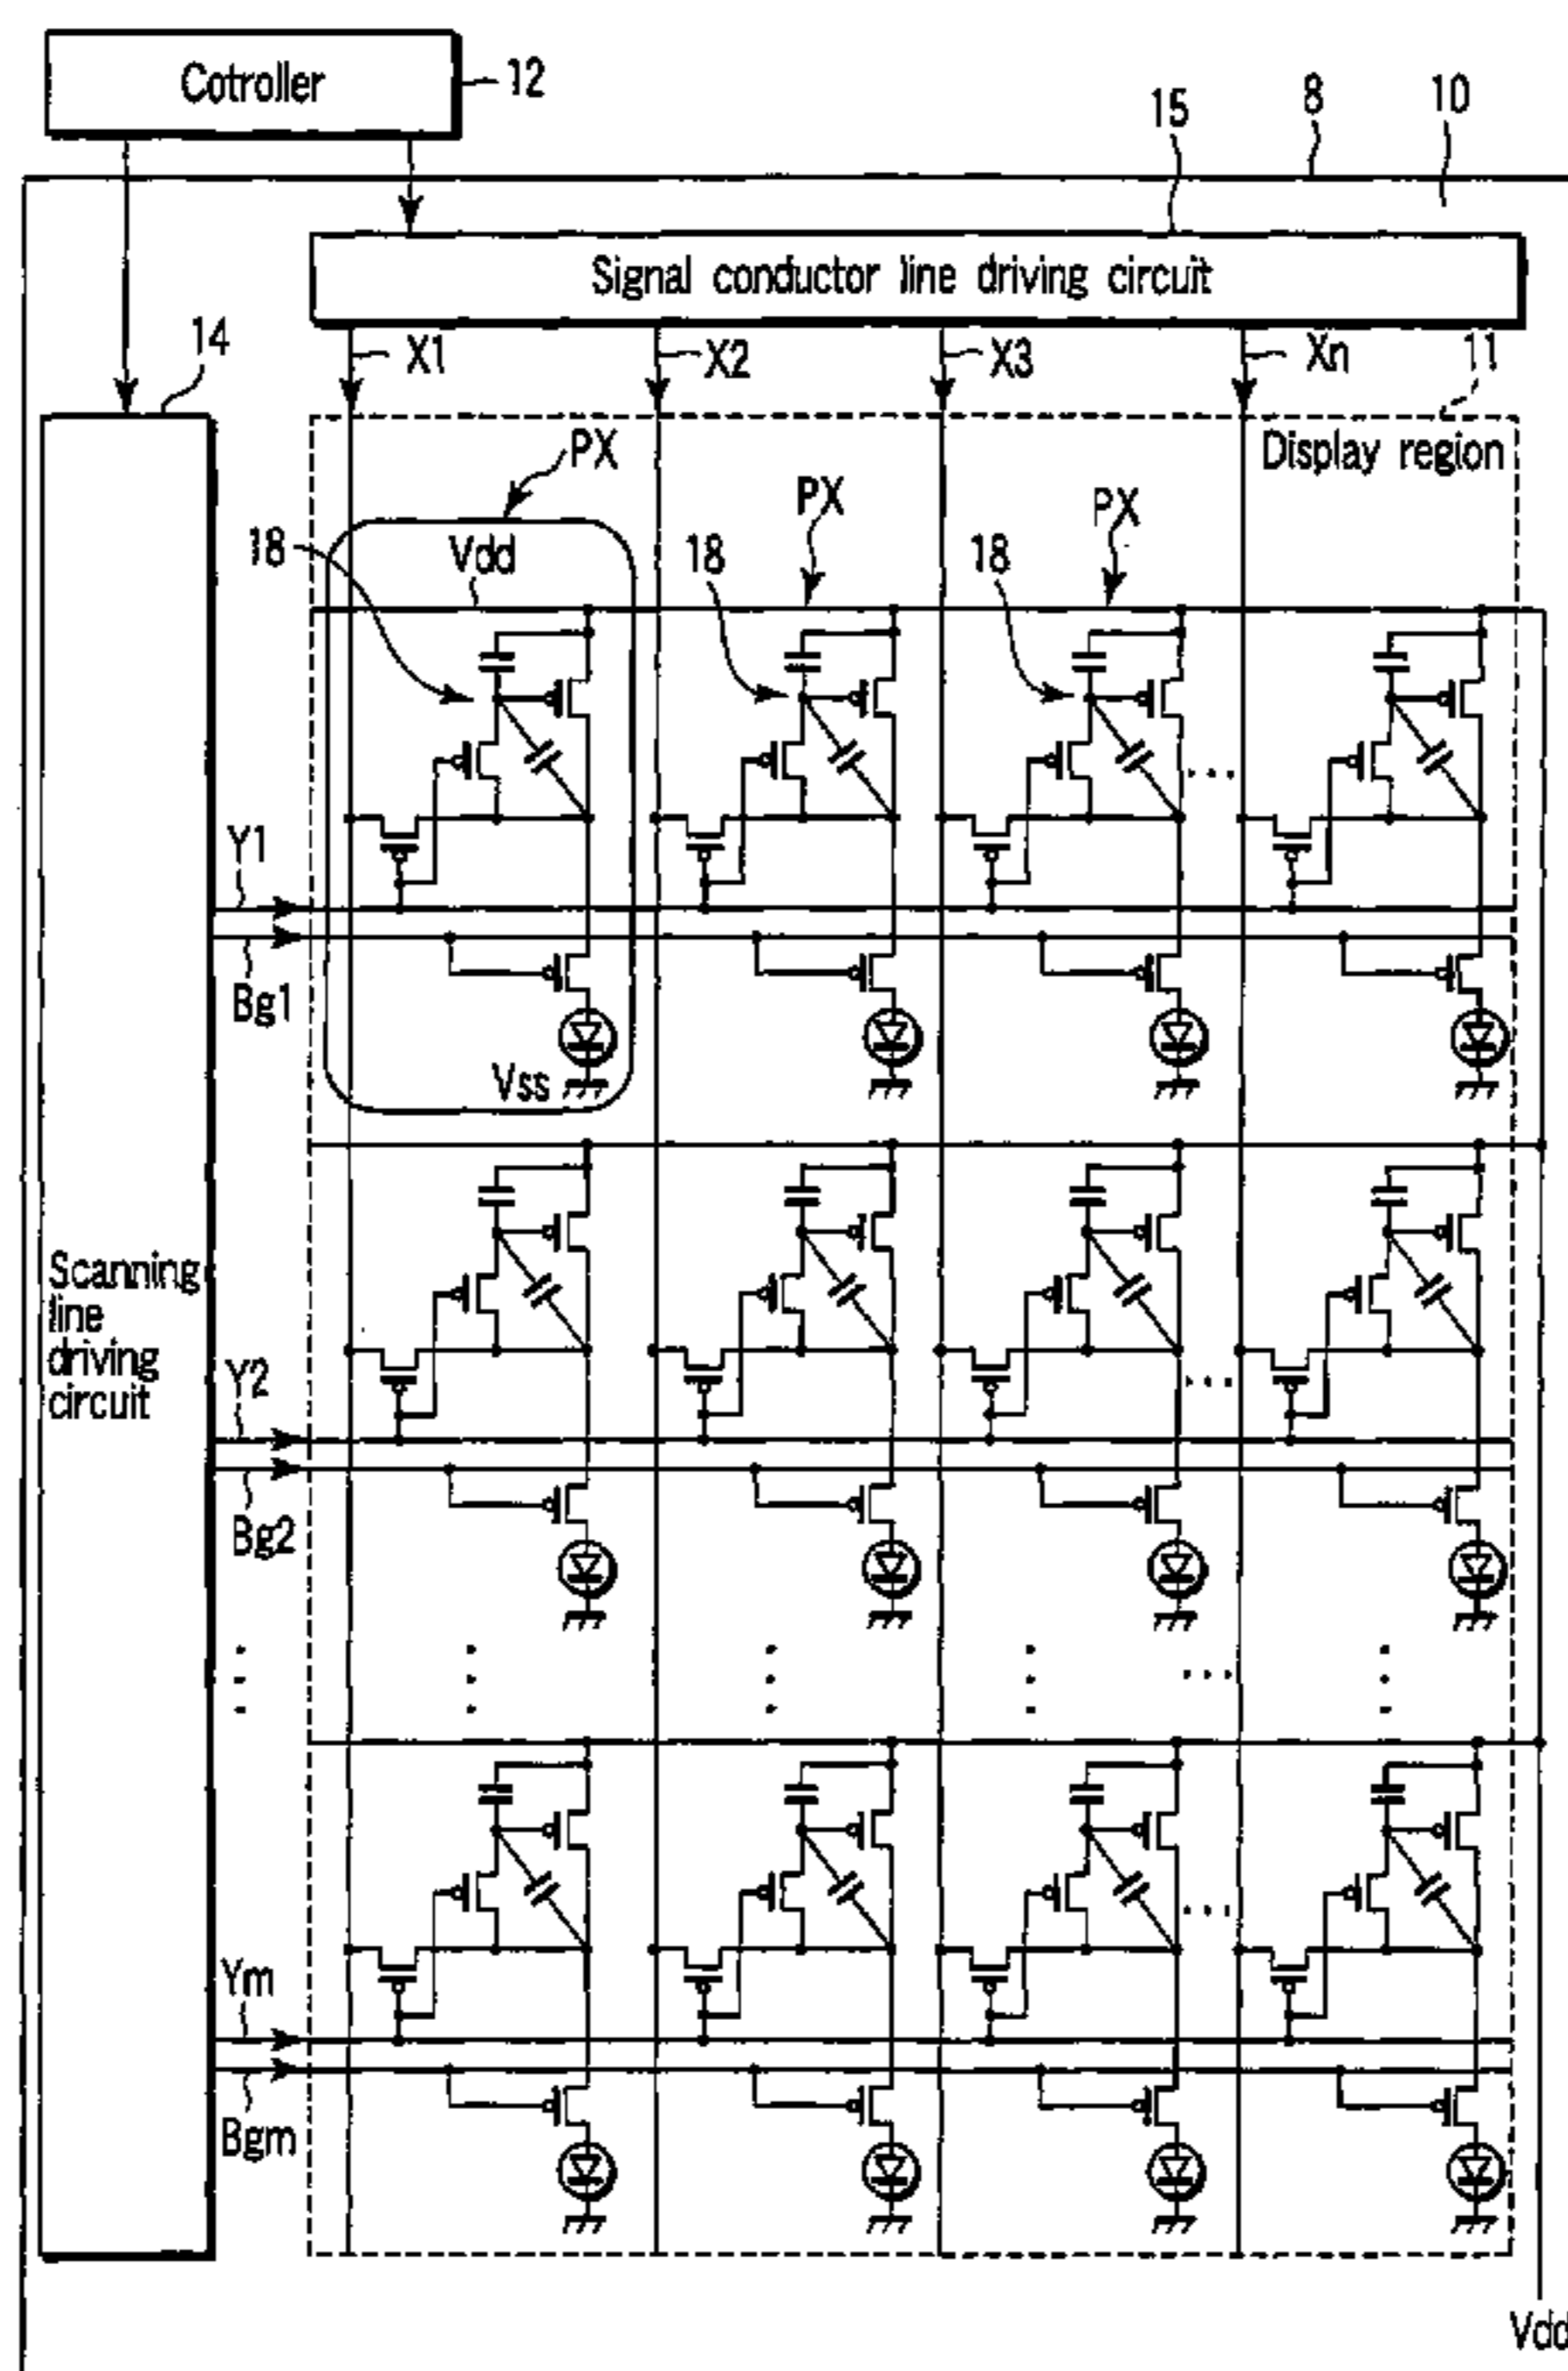 Cotroller
12
8
10
15
Signal conductor line driving circuit
14
X1
X2
X3
Xn
11
Display region
PX
PX
PX
18
Vdd
18
18
Y1
Bg1
Vss
Scanning
line
driving
circuit
Y2
Bg2
Ym
Bgm
Vdd